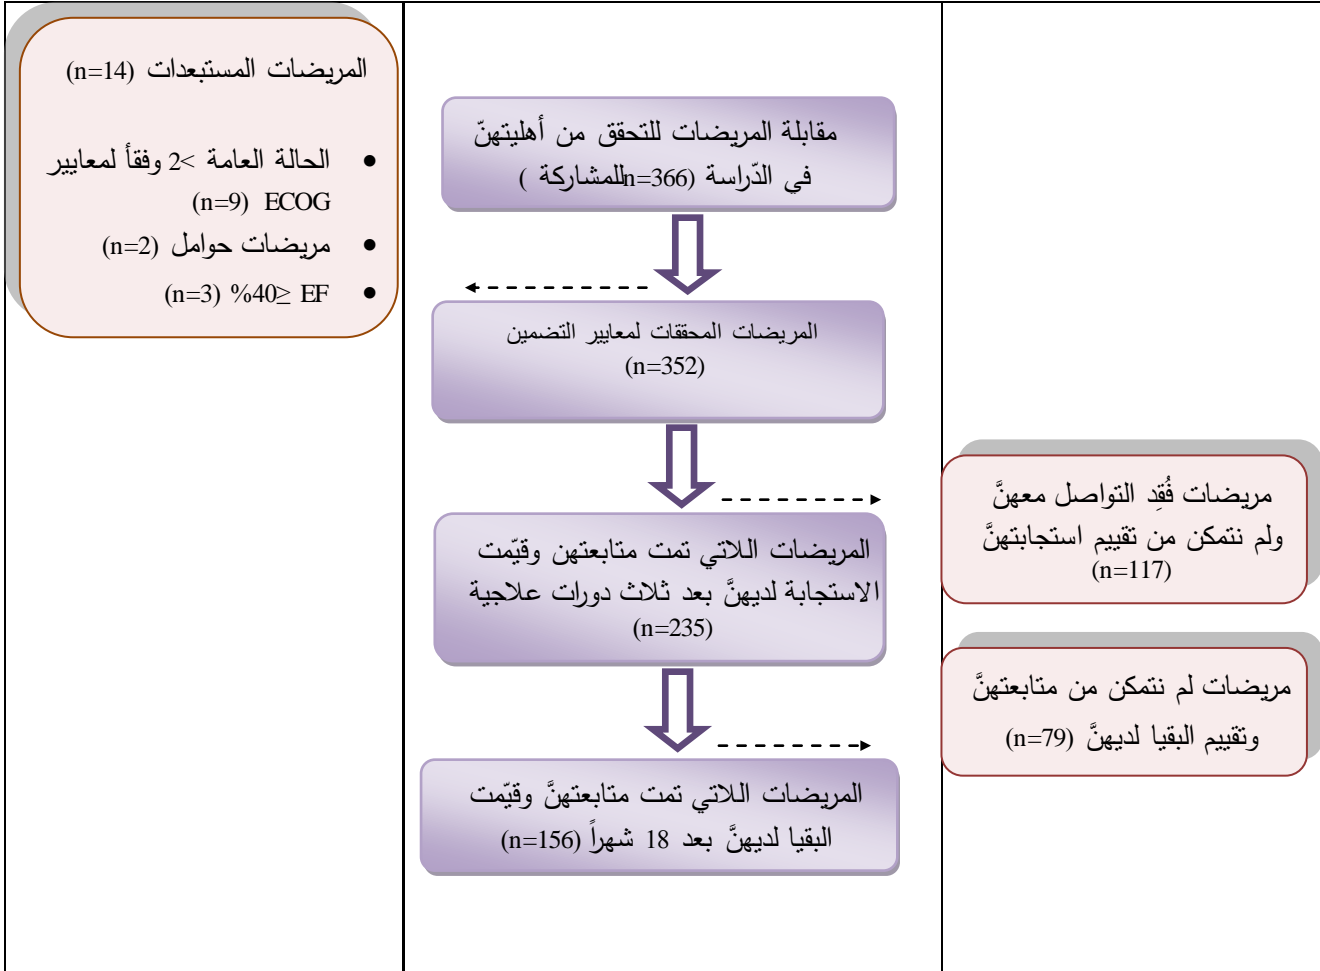 المريضات المستبعدات (n=14)
• الحالة العامة >2 وفقأ لمعايير
ECOG (n=9)
• مريضات حوامل (n=2)
• EF ≤40% (n=3)
مقابلة المريضات للتحقق من أهليتهنّ
للمشاركة في الدّراسة (n=366)
المريضات المحققات لمعايير التضمين
(n=352)
المريضات اللاتي تمت متابعتهن وقيّمت
الاستجابة لديهنَّ بعد ثلاث دورات علاجية
(n=235)
مريضات فُقِد التواصل معهنَّ
ولم نتمكن من تقييم استجابتهنَّ
(n=117)
مريضات لم نتمكن من متابعتهنَّ
وتقييم البقيا لديهنَّ (n=79)
المريضات اللاتي تمت متابعتهنَّ وقيّمت
البقيا لديهنَّ بعد 18 شهراً (n=156)